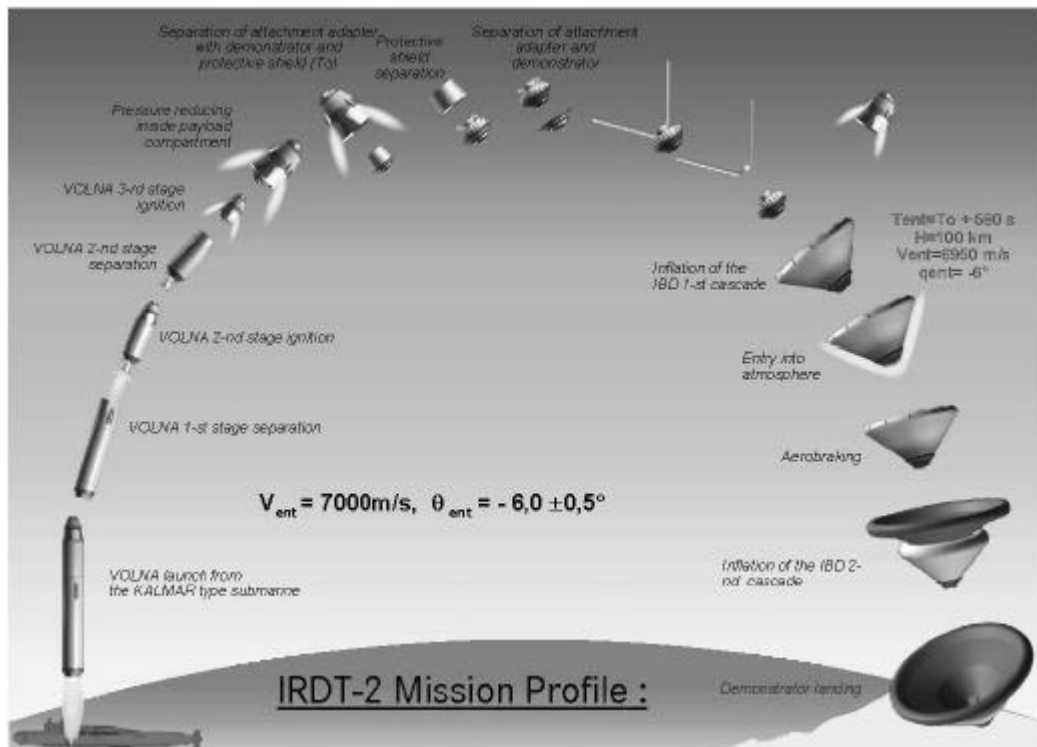 Separation of attachment adapter
with demonstrator and
protective shield (To)
Protective
shield
separation
Separation of attachment
adapter and
demonstrator
Pressure reducing
inside payload
compartment
VOLNA 3-rd stage
ignition
VOLNA 2-nd stage
separation
VOLNA 2-nd stage ignition
VOLNA 1-st stage separation
VOLNA launch from
the KALMAR type submarine
Inflation of the
IBD 1-st cascade
Tent=To + 580 s
H=100 km
Vent=6950 m/s
qent= -6°
Entry into
atmosphere
Aerobraking
V ent = 7000m/s, θ ent = - 6,0 ±0,5°
Inflation of the IBD 2-
nd cascade
Demonstrator landing
IRDT-2 Mission Profile :